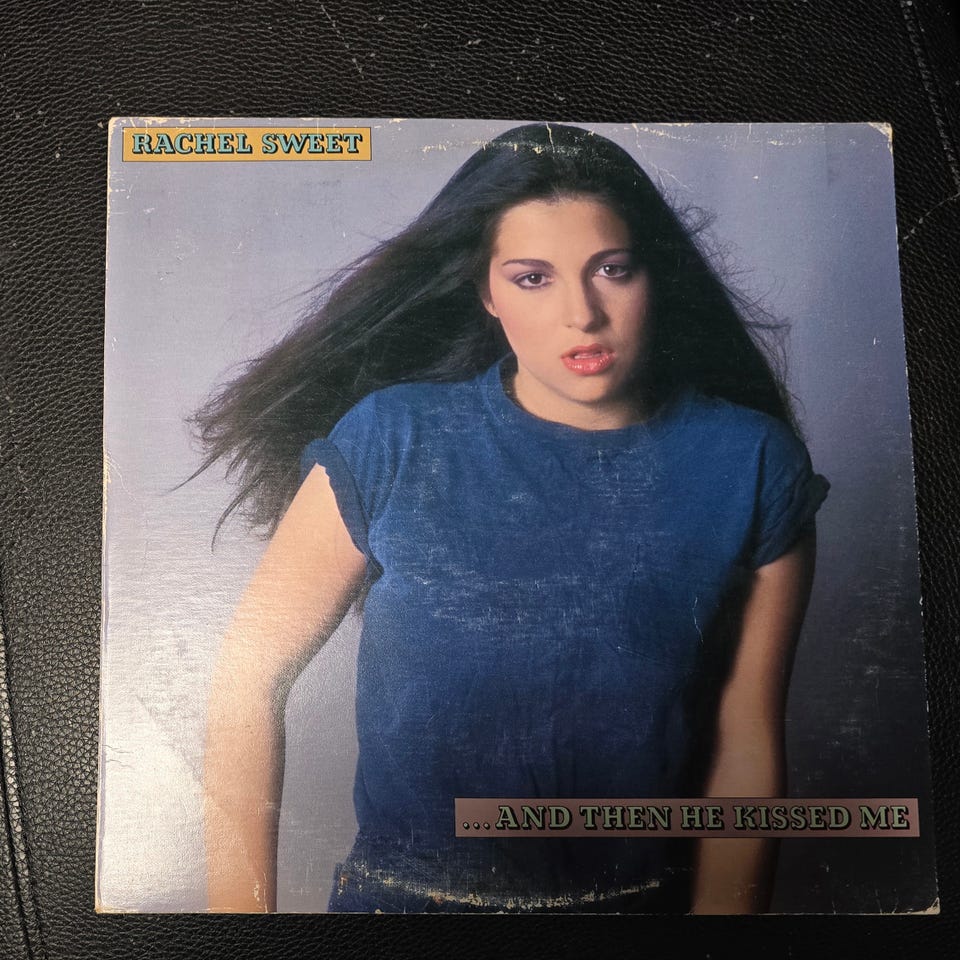 RACHEL SWEET
...AND THEN HE KISSED ME